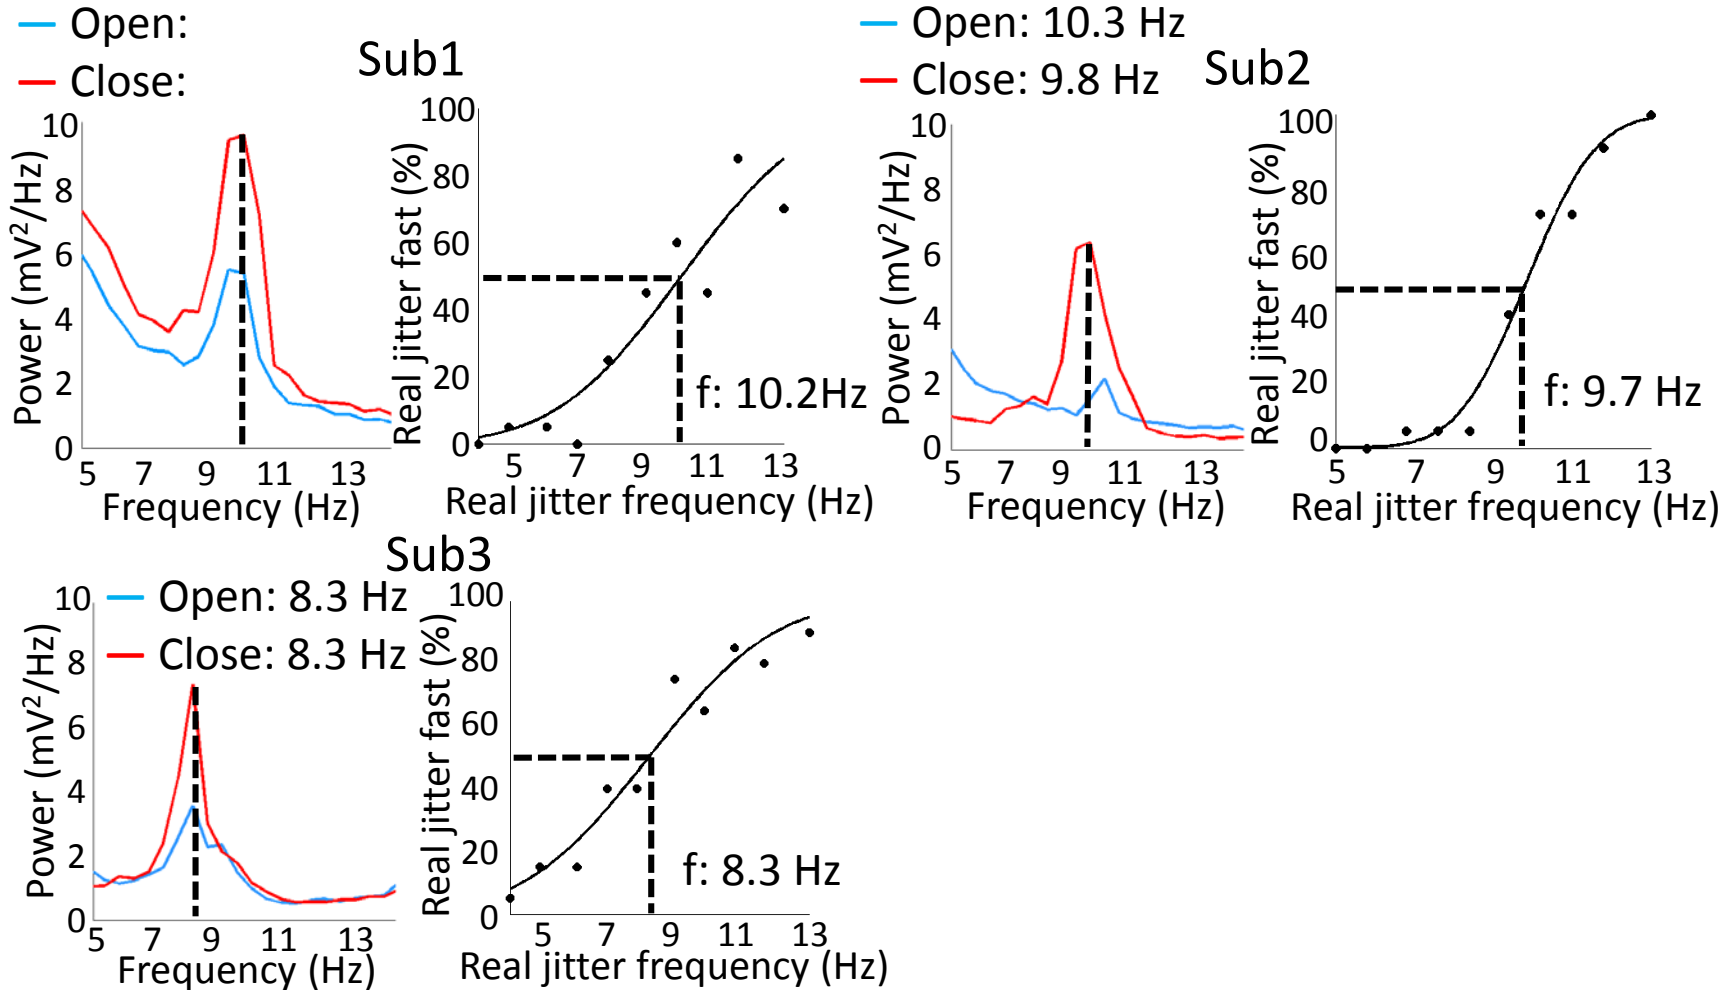 Open:
Close:
Sub1
10
8
6
4
2
0
Power (mV²/Hz)
5 7 9 11 13
Frequency (Hz)
100
80
60
40
20
0
Real jitter fast (%)
f: 10.2Hz
5 7 9 11 13
Real jitter frequency (Hz)
Open: 10.3 Hz
Close: 9.8 Hz
Sub2
10
8
6
4
2
0
Power (mV²/Hz)
5 7 9 11 13
Frequency (Hz)
100
80
60
40
20
0
Real jitter fast (%)
f: 9.7 Hz
5 7 9 11 13
Real jitter frequency (Hz)
Sub3
Open: 8.3 Hz
Close: 8.3 Hz
10
8
6
4
2
0
Power (mV²/Hz)
5 7 9 11 13
Frequency (Hz)
100
80
60
40
20
0
Real jitter fast (%)
f: 8.3 Hz
5 7 9 11 13
Real jitter frequency (Hz)